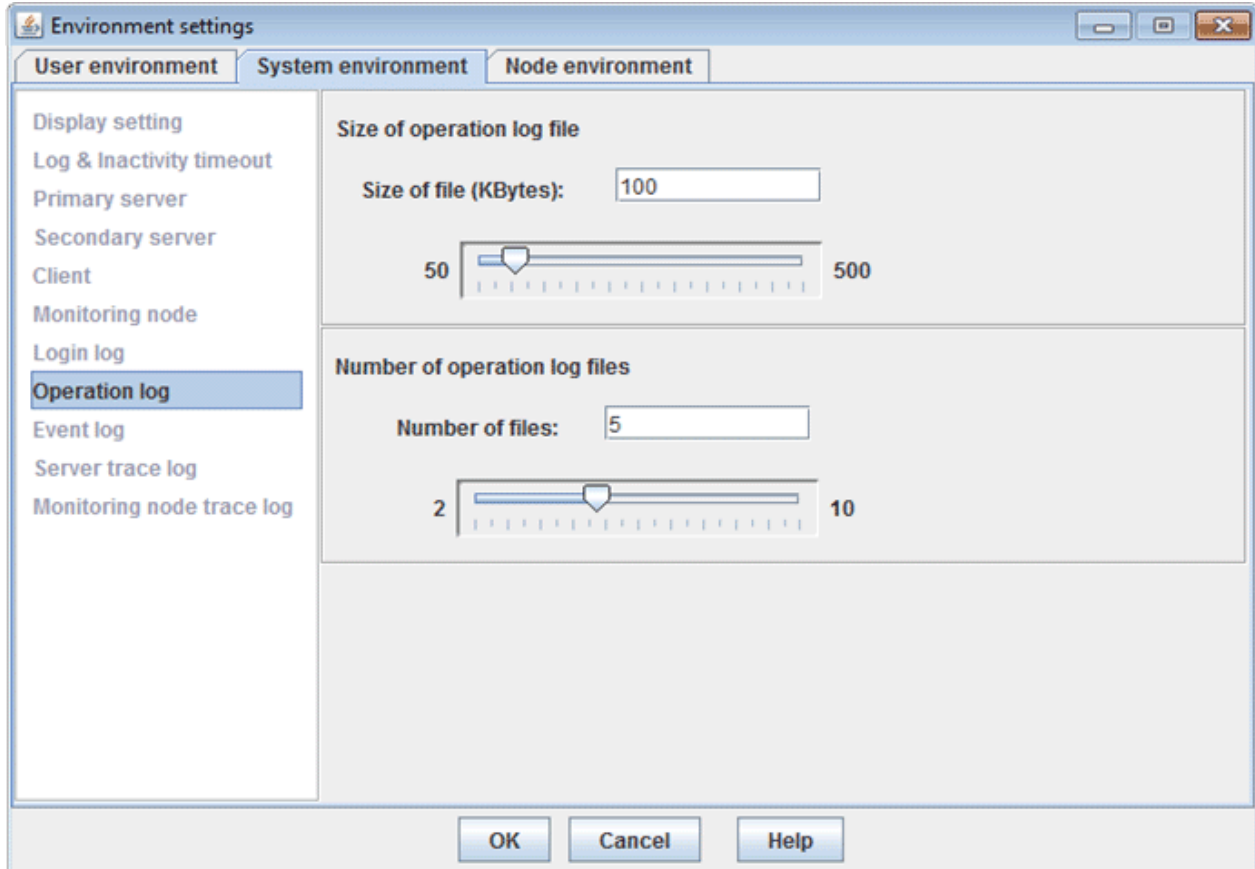 Environment settings
User environment System environment Node environment
Display setting
Log & Inactivity timeout
Primary server
Secondary server
Client
Monitoring node
Login log
Operation log
Event log
Server trace log
Monitoring node trace log
Size of operation log file
Size of file (KBytes): 100
50 500
Number of operation log files
Number of files: 5
2 10
OK Cancel Help